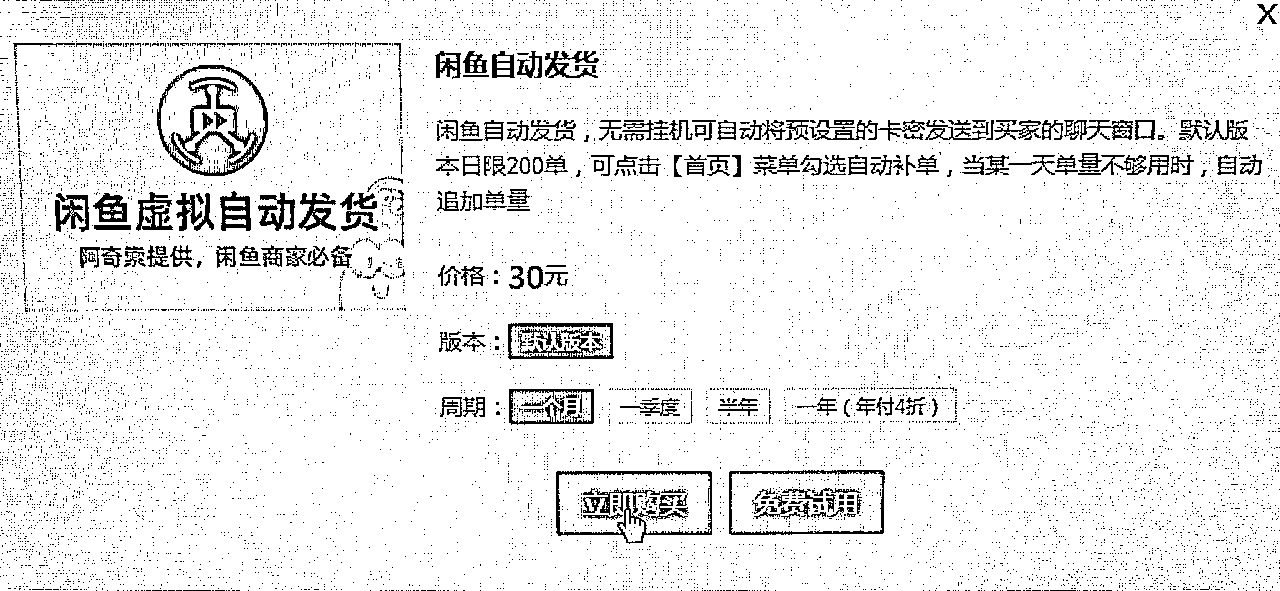 X
闲鱼自动发货
闲鱼虚拟自动发货
阿奇索提供，闲鱼商家必备
闲鱼自动发货，无需挂机可自动将预设置的卡密发送到买家的聊天窗口。默认版
本日限200单，可点击【首页】菜单勾选自动补单，当某一天单量不够用时，自动
追加单量
价格：30元
版本：默认版本
周期：一个月 一季度 半年 一年（年付4折）
立即购买 免费试用